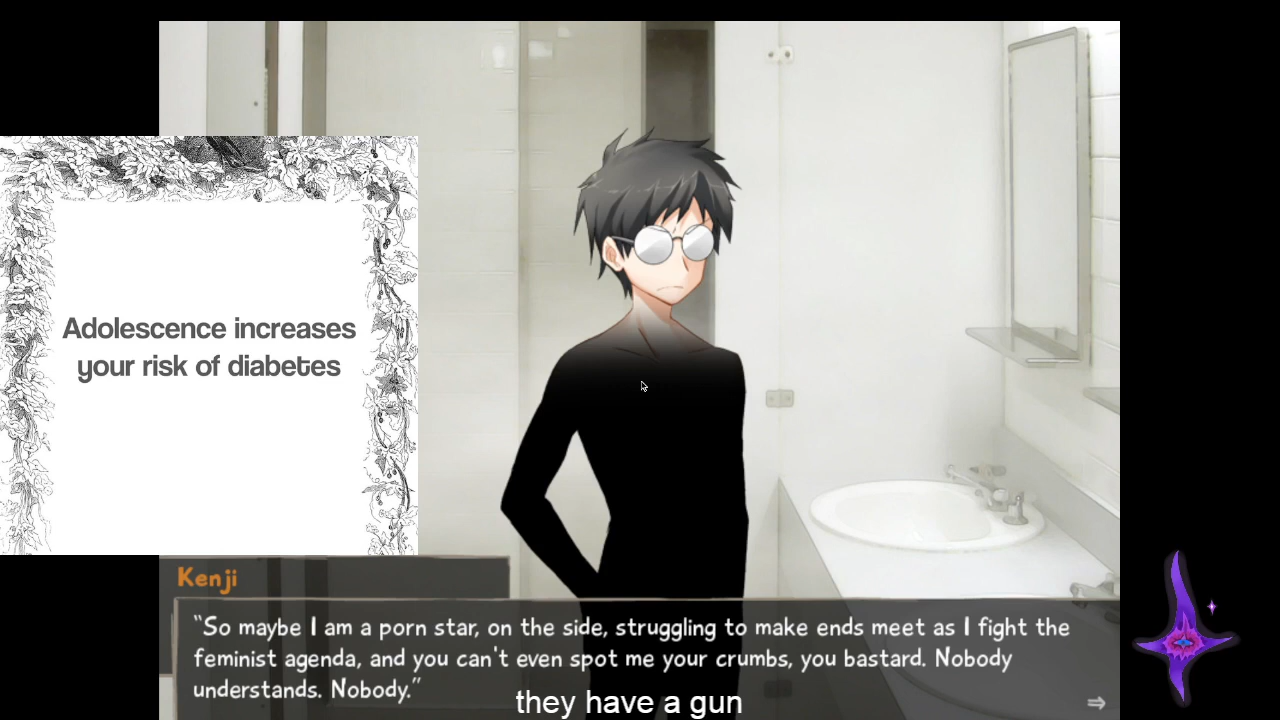 Adolescence increases
your risk of diabetes
Kenji
“So maybe I am a porn star, on the side, struggling to make ends meet as I fight the
feminist agenda, and you can't even spot me your crumbs, you bastard. Nobody
understands. Nobody.”
they have a gun